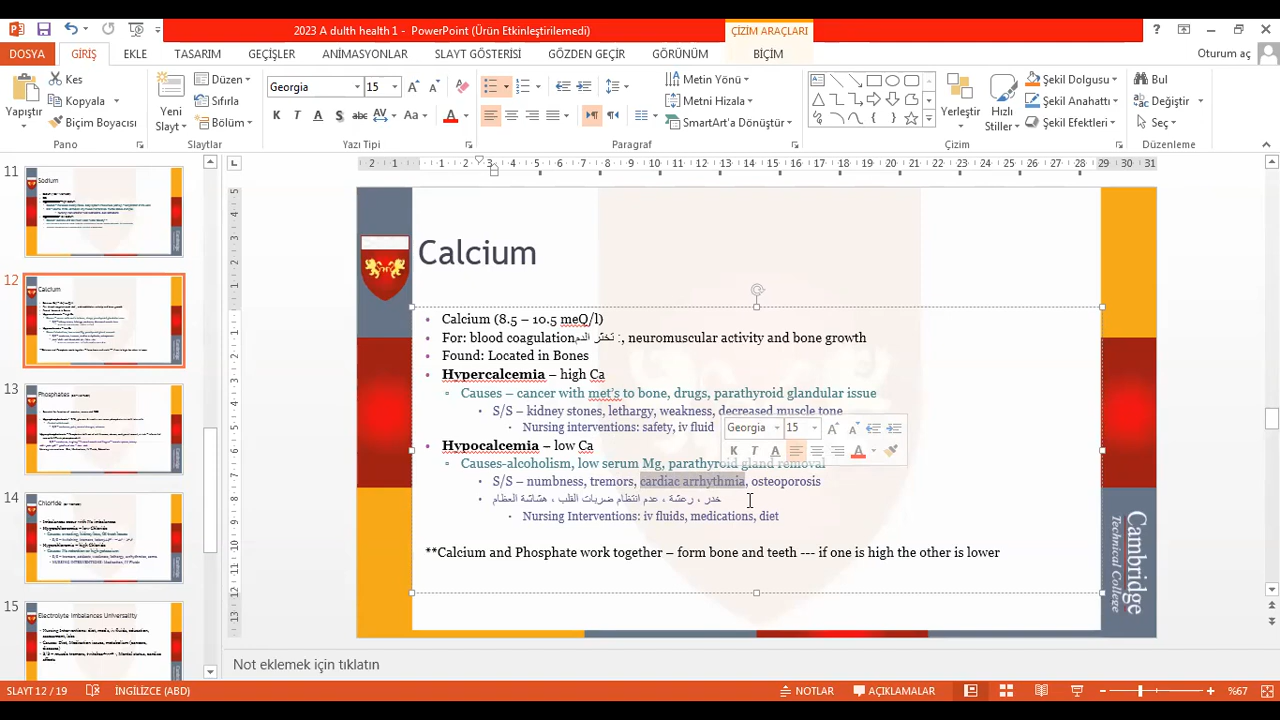 2023 A dulth health 1 - PowerPoint (Ürün Etkinleştirilemedi)
ÇİZİM ARAÇLARI
DOSYA GİRİŞ EKLE TASARIM GEÇİŞLER ANİMASYONLAR SLAYT GÖSTERİSİ GÖZDEN GEÇİR GÖRÜNÜM BİÇİM Oturum aç
Yapıştır
Kes
Kopyala
Biçim Boyacısı
Pano
Yeni Slayt
Düzen
Sıfırla
Bölüm
Slaytlar
Georgia 15
Yazı Tipi
Metin Yönü
Metni Hizala
SmartArt'a Dönüştür
Paragraf
Yerleştir
Hızlı Stiller
Şekil Dolgusu
Şekil Anahattı
Şekil Efektleri
Çizim
Bul
Değiştir
Seç
Düzenleme
11
Sodium
12
Calcium
13
Phosphates
14
Chloride
15
Electrolyte Imbalances Universality
Calcium
• Calcium (8.5 – 10.5 meQ/l)
• For: blood coagulationتخثّر الدم :, neuromuscular activity and bone growth
• Found: Located in Bones
• Hypercalcemia – high Ca
▫ Causes – cancer with met's to bone, drugs, parathyroid glandular issue
• S/S – kidney stones, lethargy, weakness, decreased muscle tone
• Nursing interventions: safety, iv fluid
Georgia 15
• Hypocalcemia – low Ca
▫ Causes-alcoholism, low serum Mg, parathyroid gland removal
• S/S – numbness, tremors, cardiac arrhythmia, osteoporosis
• خدر ، رعشة ، عدم انتظام ضربات القلب ، هشاشة العظام
• Nursing Interventions: iv fluids, medications, diet
**Calcium and Phosphate work together – form bone and teeth -- if one is high the other is lower
Cambridge
Technical College
Not eklemek için tıklatın
SLAYT 12 / 19 İNGİLİZCE (ABD) NOTLAR AÇIKLAMALAR %67